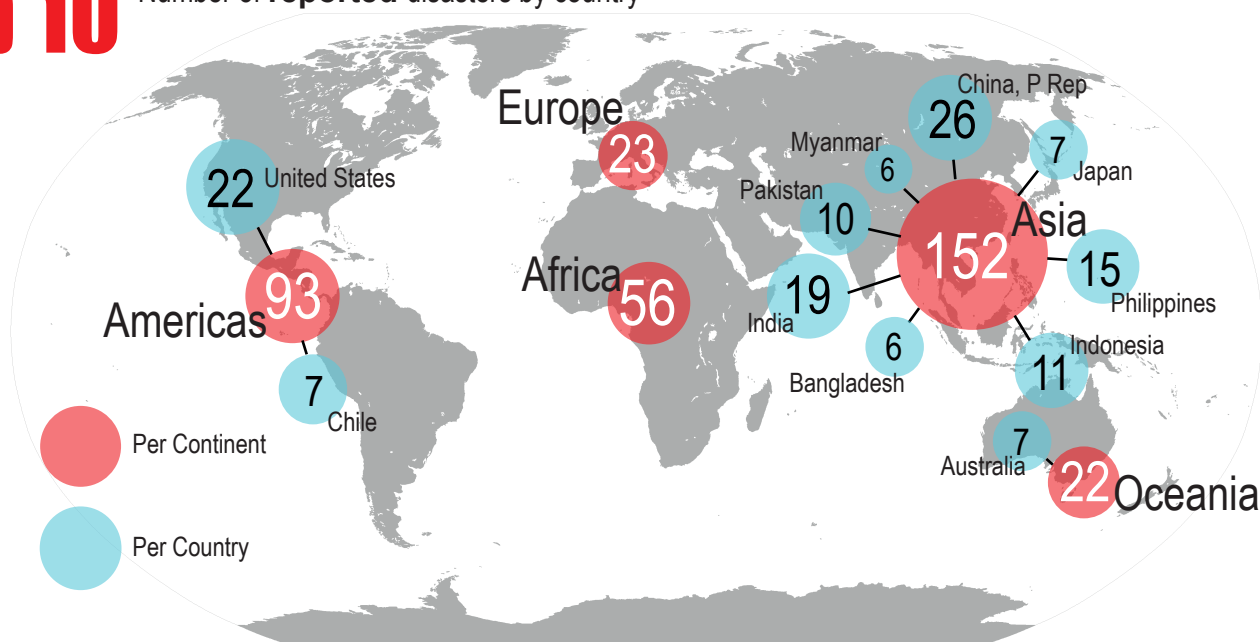 Number of reported disasters by country
China, P Rep
26
Europe
23
Myanmar
6
7
Japan
22
United States
Pakistan
10
Asia
152
Africa
56
93
Americas
19
India
15
Philippines
6
Bangladesh
Indonesia
11
7
Chile
Per Continent
7
Australia
22
Oceania
Per Country